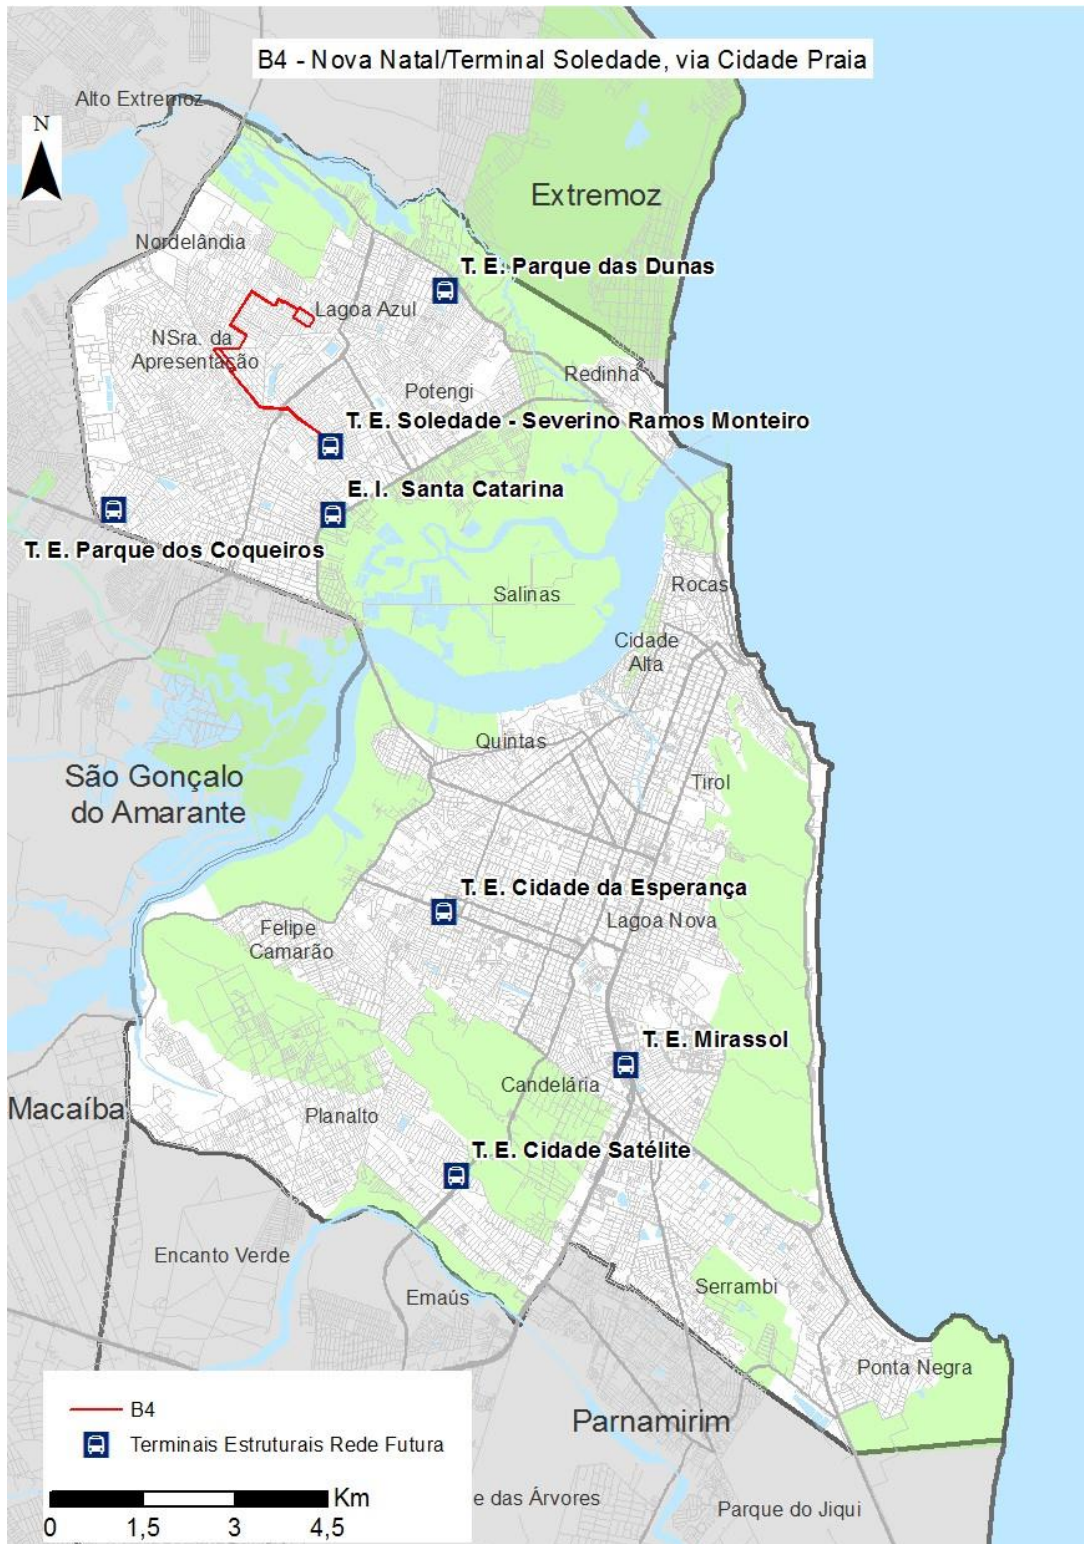 B4 - Nova Natal/Terminal Soledade, via Cidade Praia
Alto Extremoz
N
Extremoz
Nordelândia
T. E. Parque das Dunas
Lagoa Azul
NSra. da
Apresentação
Redinha
Potengi
T. E. Soledade - Severino Ramos Monteiro
E. I. Santa Catarina
T. E. Parque dos Coqueiros
Rocas
Salinas
Cidade
Alta
Quintas
São Gonçalo
do Amarante
Tirol
T. E. Cidade da Esperança
Lagoa Nova
Felipe
Camarão
T. E. Mirassol
Candelária
Macaíba
Planalto
T. E. Cidade Satélite
Encanto Verde
Serrambi
Emaús
Ponta Negra
B4
Parnamirim
Terminais Estruturais Rede Futura
Km
e das Árvores
Parque do Jiqui
0 1,5 3 4,5